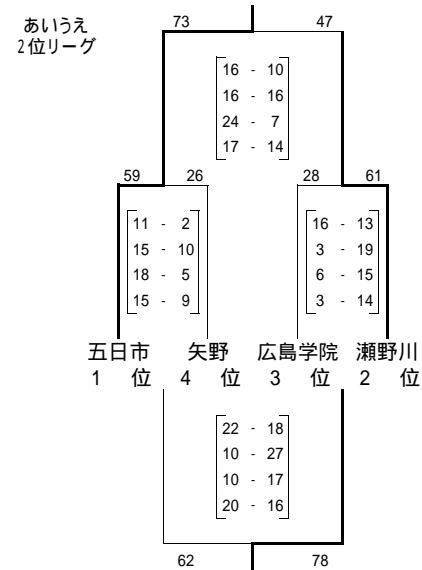 あいうえ
2位リーグ
73 47
16 - 10
16 - 16
24 - 7
17 - 14
59 26 28 61
11 - 2 16 - 13
15 - 10 3 - 19
18 - 5 6 - 15
15 - 9 3 - 14
五日市 矢野 広島学院 瀬野川
1 位 4 位 3 位 2 位
22 - 18
10 - 27
10 - 17
20 - 16
62 78